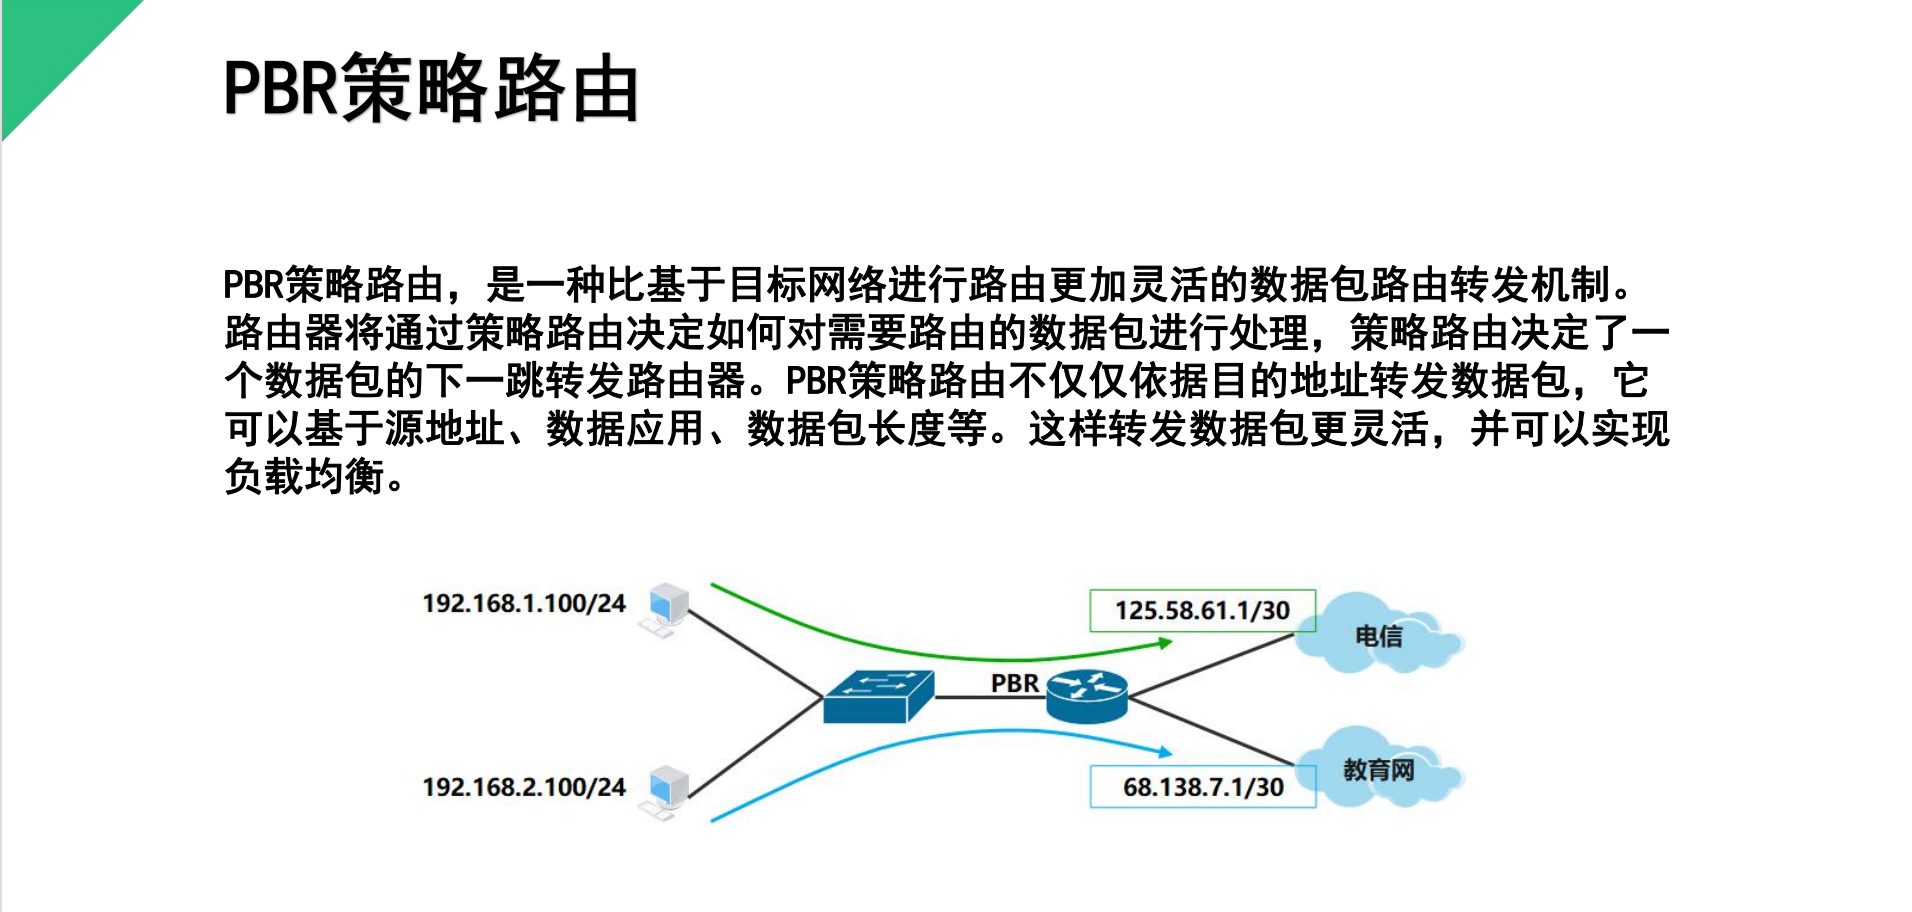 PBR策略路由
PBR策略路由，是一种比基于目标网络进行路由更加灵活的数据包路由转发机制。
路由器将通过策略路由决定如何对需要路由的数据包进行处理，策略路由决定了一
个数据包的下一跳转发路由器。PBR策略路由不仅仅依据目的地址转发数据包，它
可以基于源地址、数据应用、数据包长度等。这样转发数据包更灵活，并可以实现
负载均衡。
192.168.1.100/24
125.58.61.1/30
电信
PBR
192.168.2.100/24
68.138.7.1/30
教育网